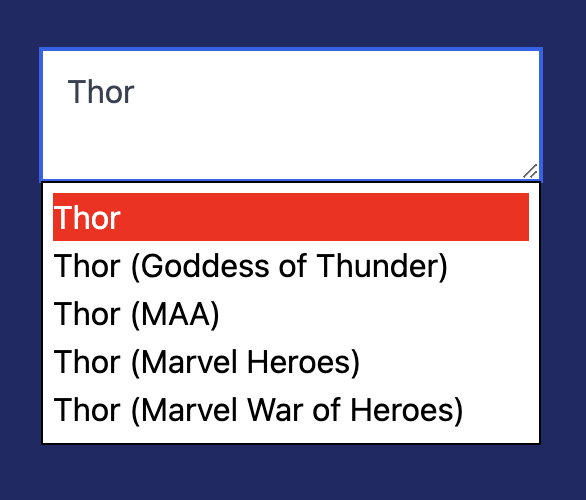 Thor
Thor
Thor (Goddess of Thunder)
Thor (MAA)
Thor (Marvel Heroes)
Thor (Marvel War of Heroes)